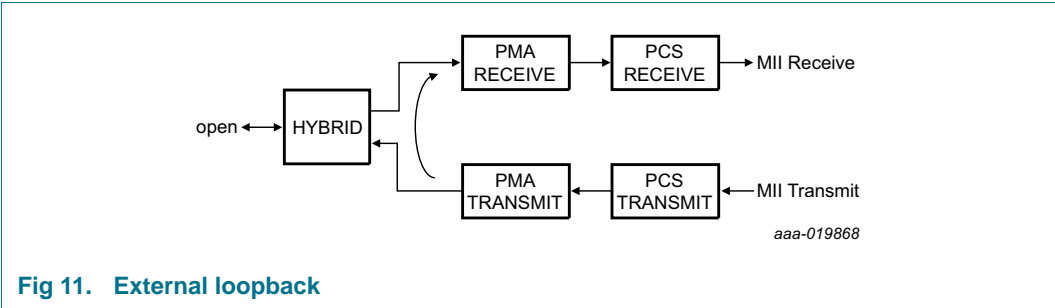 PMA
RECEIVE
PCS
RECEIVE
MII Receive
open
HYBRID
PMA
TRANSMIT
PCS
TRANSMIT
MII Transmit
aaa-019868
Fig 11. External loopback